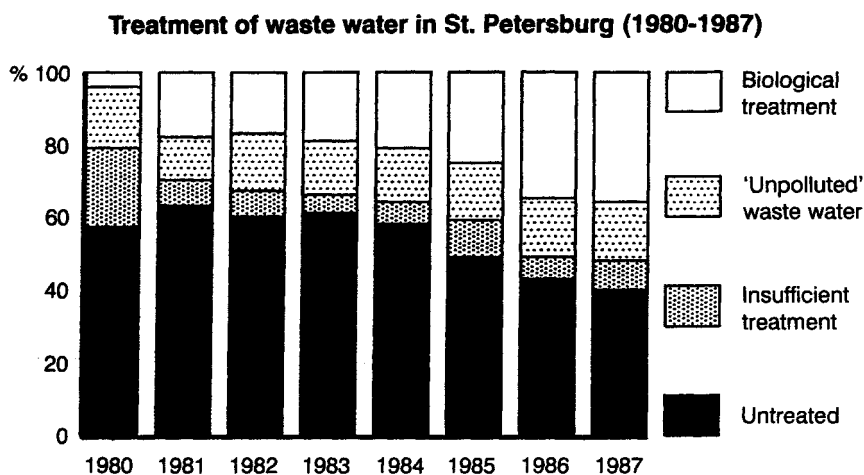 Treatment of waste water in St. Petersburg (1980-1987)
% 100
80
60
40
20
0
1980 1981 1982 1983 1984 1985 1986 1987
Biological
treatment
'Unpolluted'
waste water
Insufficient
treatment
Untreated